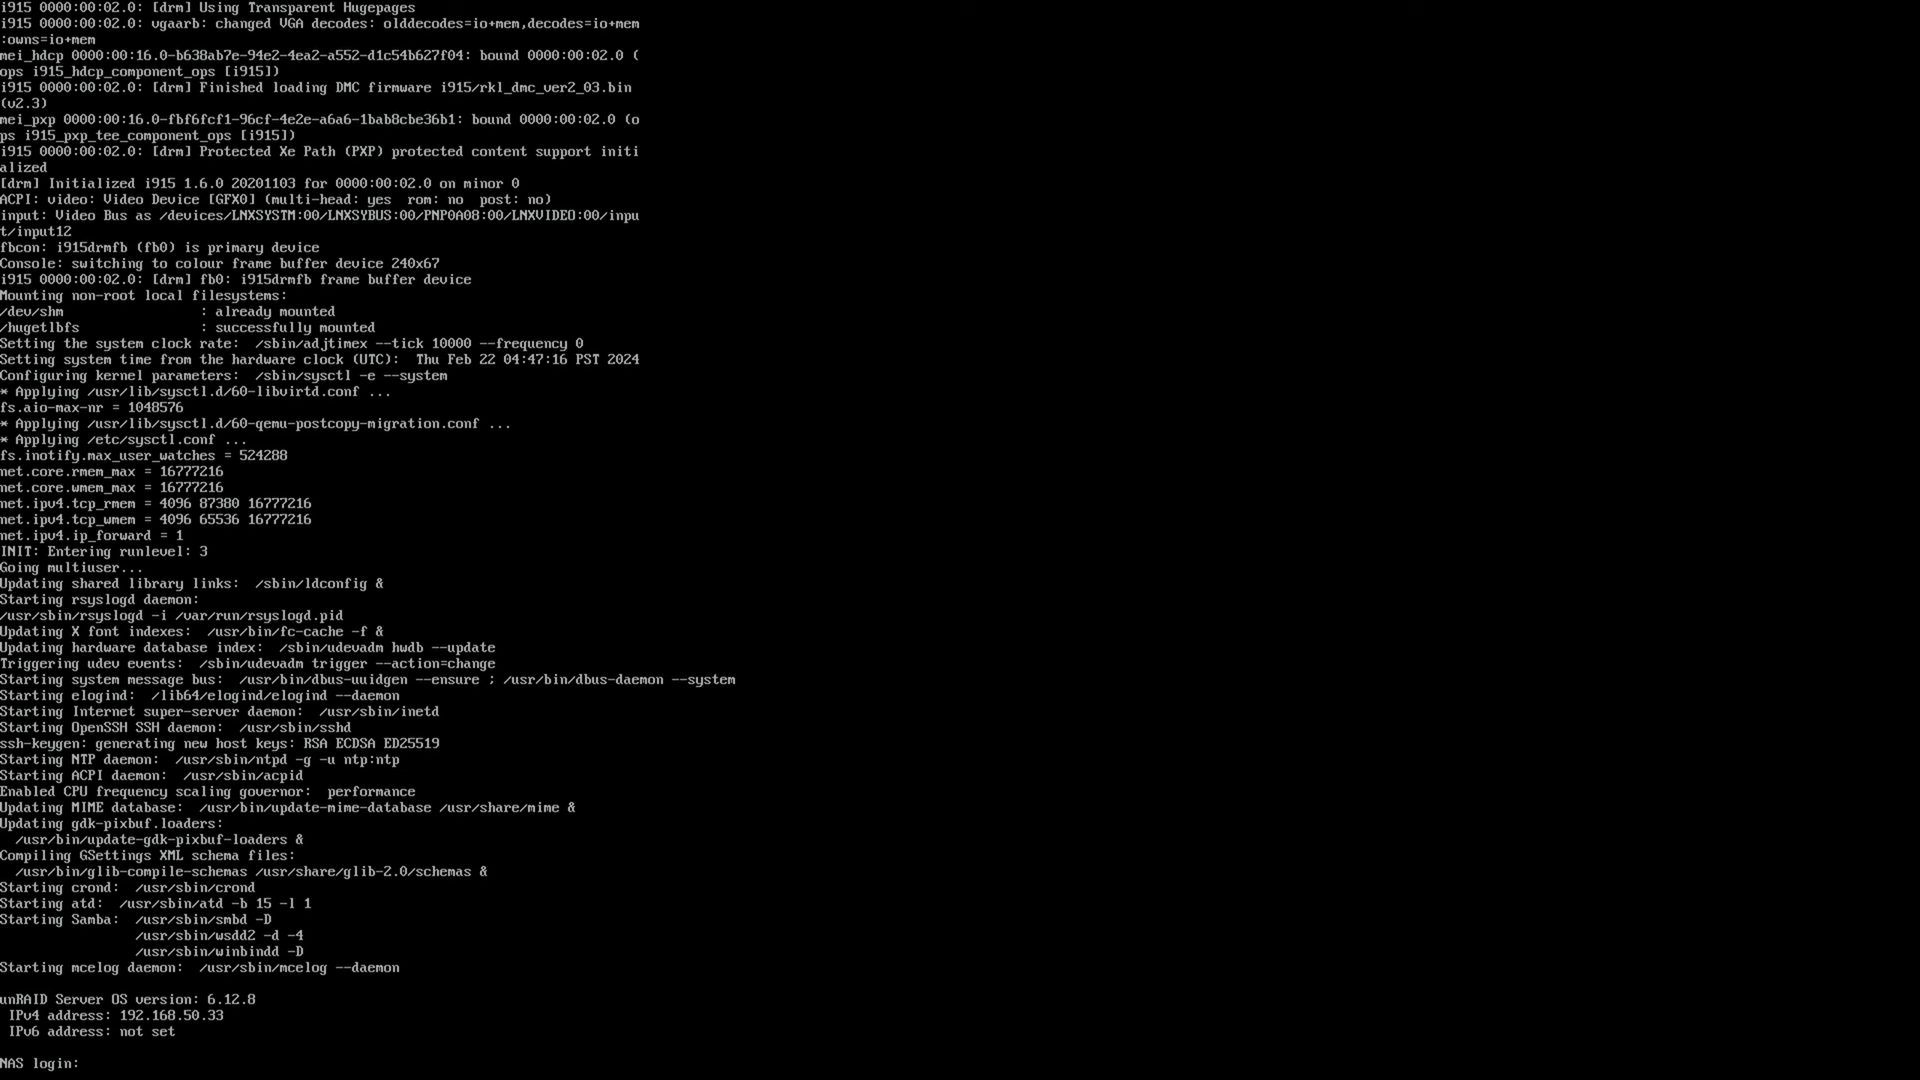 i915 0000:00:02.0: [drm] Using Transparent Hugepages
i915 0000:00:02.0: vgaarb: changed VGA decodes: olddecodes=io+mem,decodes=io+mem
:owns=io+mem
mei_hdcp 0000:00:16.0-b638ab7e-94e2-4ea2-a552-d1c54b627f04: bound 0000:00:02.0 (
ops i915_hdcp_component_ops [i915])
i915 0000:00:02.0: [drm] Finished loading DMC firmware i915/rkl_dmc_ver2_03.bin
(v2.3)
mei_pxp 0000:00:16.0-fbf6fcf1-96cf-4e2e-a6a6-1bab8cbe36b1: bound 0000:00:02.0 (o
ps i915_pxp_tee_component_ops [i915])
i915 0000:00:02.0: [drm] Protected Xe Path (PXP) protected content support initi
alized
[drm] Initialized i915 1.6.0 20201103 for 0000:00:02.0 on minor 0
ACPI: video: Video Device [GFX0] (multi-head: yes  rom: no  post: no)
input: Video Bus as /devices/LNXSYSTM:00/LNXSYBUS:00/PNP0A08:00/LNXVIDEO:00/inpu
t/input12
fbcon: i915drmfb (fb0) is primary device
Console: switching to colour frame buffer device 240x67
i915 0000:00:02.0: [drm] fb0: i915drmfb frame buffer device
Mounting non-root local filesystems:
/dev/shm                 : already mounted
/hugetlbfs               : successfully mounted
Setting the system clock rate:  /sbin/adjtimex --tick 10000 --frequency 0
Setting system time from the hardware clock (UTC):  Thu Feb 22 04:47:16 PST 2024
Configuring kernel parameters:  /sbin/sysctl -e --system
* Applying /usr/lib/sysctl.d/60-libvirtd.conf ...
fs.aio-max-nr = 1048576
* Applying /usr/lib/sysctl.d/60-qemu-postcopy-migration.conf ...
* Applying /etc/sysctl.conf ...
fs.inotify.max_user_watches = 524288
net.core.rmem_max = 16777216
net.core.wmem_max = 16777216
net.ipv4.tcp_rmem = 4096 87380 16777216
net.ipv4.tcp_wmem = 4096 65536 16777216
net.ipv4.ip_forward = 1
INIT: Entering runlevel: 3
Going multiuser...
Updating shared library links:  /sbin/ldconfig &
Starting rsyslogd daemon:
/usr/sbin/rsyslogd -i /var/run/rsyslogd.pid
Updating X font indexes:  /usr/bin/fc-cache -f &
Updating hardware database index:  /sbin/udevadm hwdb --update
Triggering udev events:  /sbin/udevadm trigger --action=change
Starting system message bus:  /usr/bin/dbus-uuidgen --ensure ; /usr/bin/dbus-daemon --system
Starting elogind:  /lib64/elogind/elogind --daemon
Starting Internet super-server daemon:  /usr/sbin/inetd
Starting OpenSSH SSH daemon:  /usr/sbin/sshd
ssh-keygen: generating new host keys: RSA ECDSA ED25519
Starting NTP daemon:  /usr/sbin/ntpd -g -u ntp:ntp
Starting ACPI daemon:  /usr/sbin/acpid
Enabled CPU frequency scaling governor:  performance
Updating MIME database:  /usr/bin/update-mime-database /usr/share/mime &
Updating gdk-pixbuf.loaders:
  /usr/bin/update-gdk-pixbuf-loaders &
Compiling GSettings XML schema files:
  /usr/bin/glib-compile-schemas /usr/share/glib-2.0/schemas &
Starting crond:  /usr/sbin/crond
Starting atd:  /usr/sbin/atd -b 15 -l 1
Starting Samba:  /usr/sbin/smbd -D
                 /usr/sbin/wsdd2 -d -4
                 /usr/sbin/winbindd -D
Starting mcelog daemon:  /usr/sbin/mcelog --daemon
unRAID Server OS version: 6.12.8
 IPv4 address: 192.168.50.33
 IPv6 address: not set
NAS login: